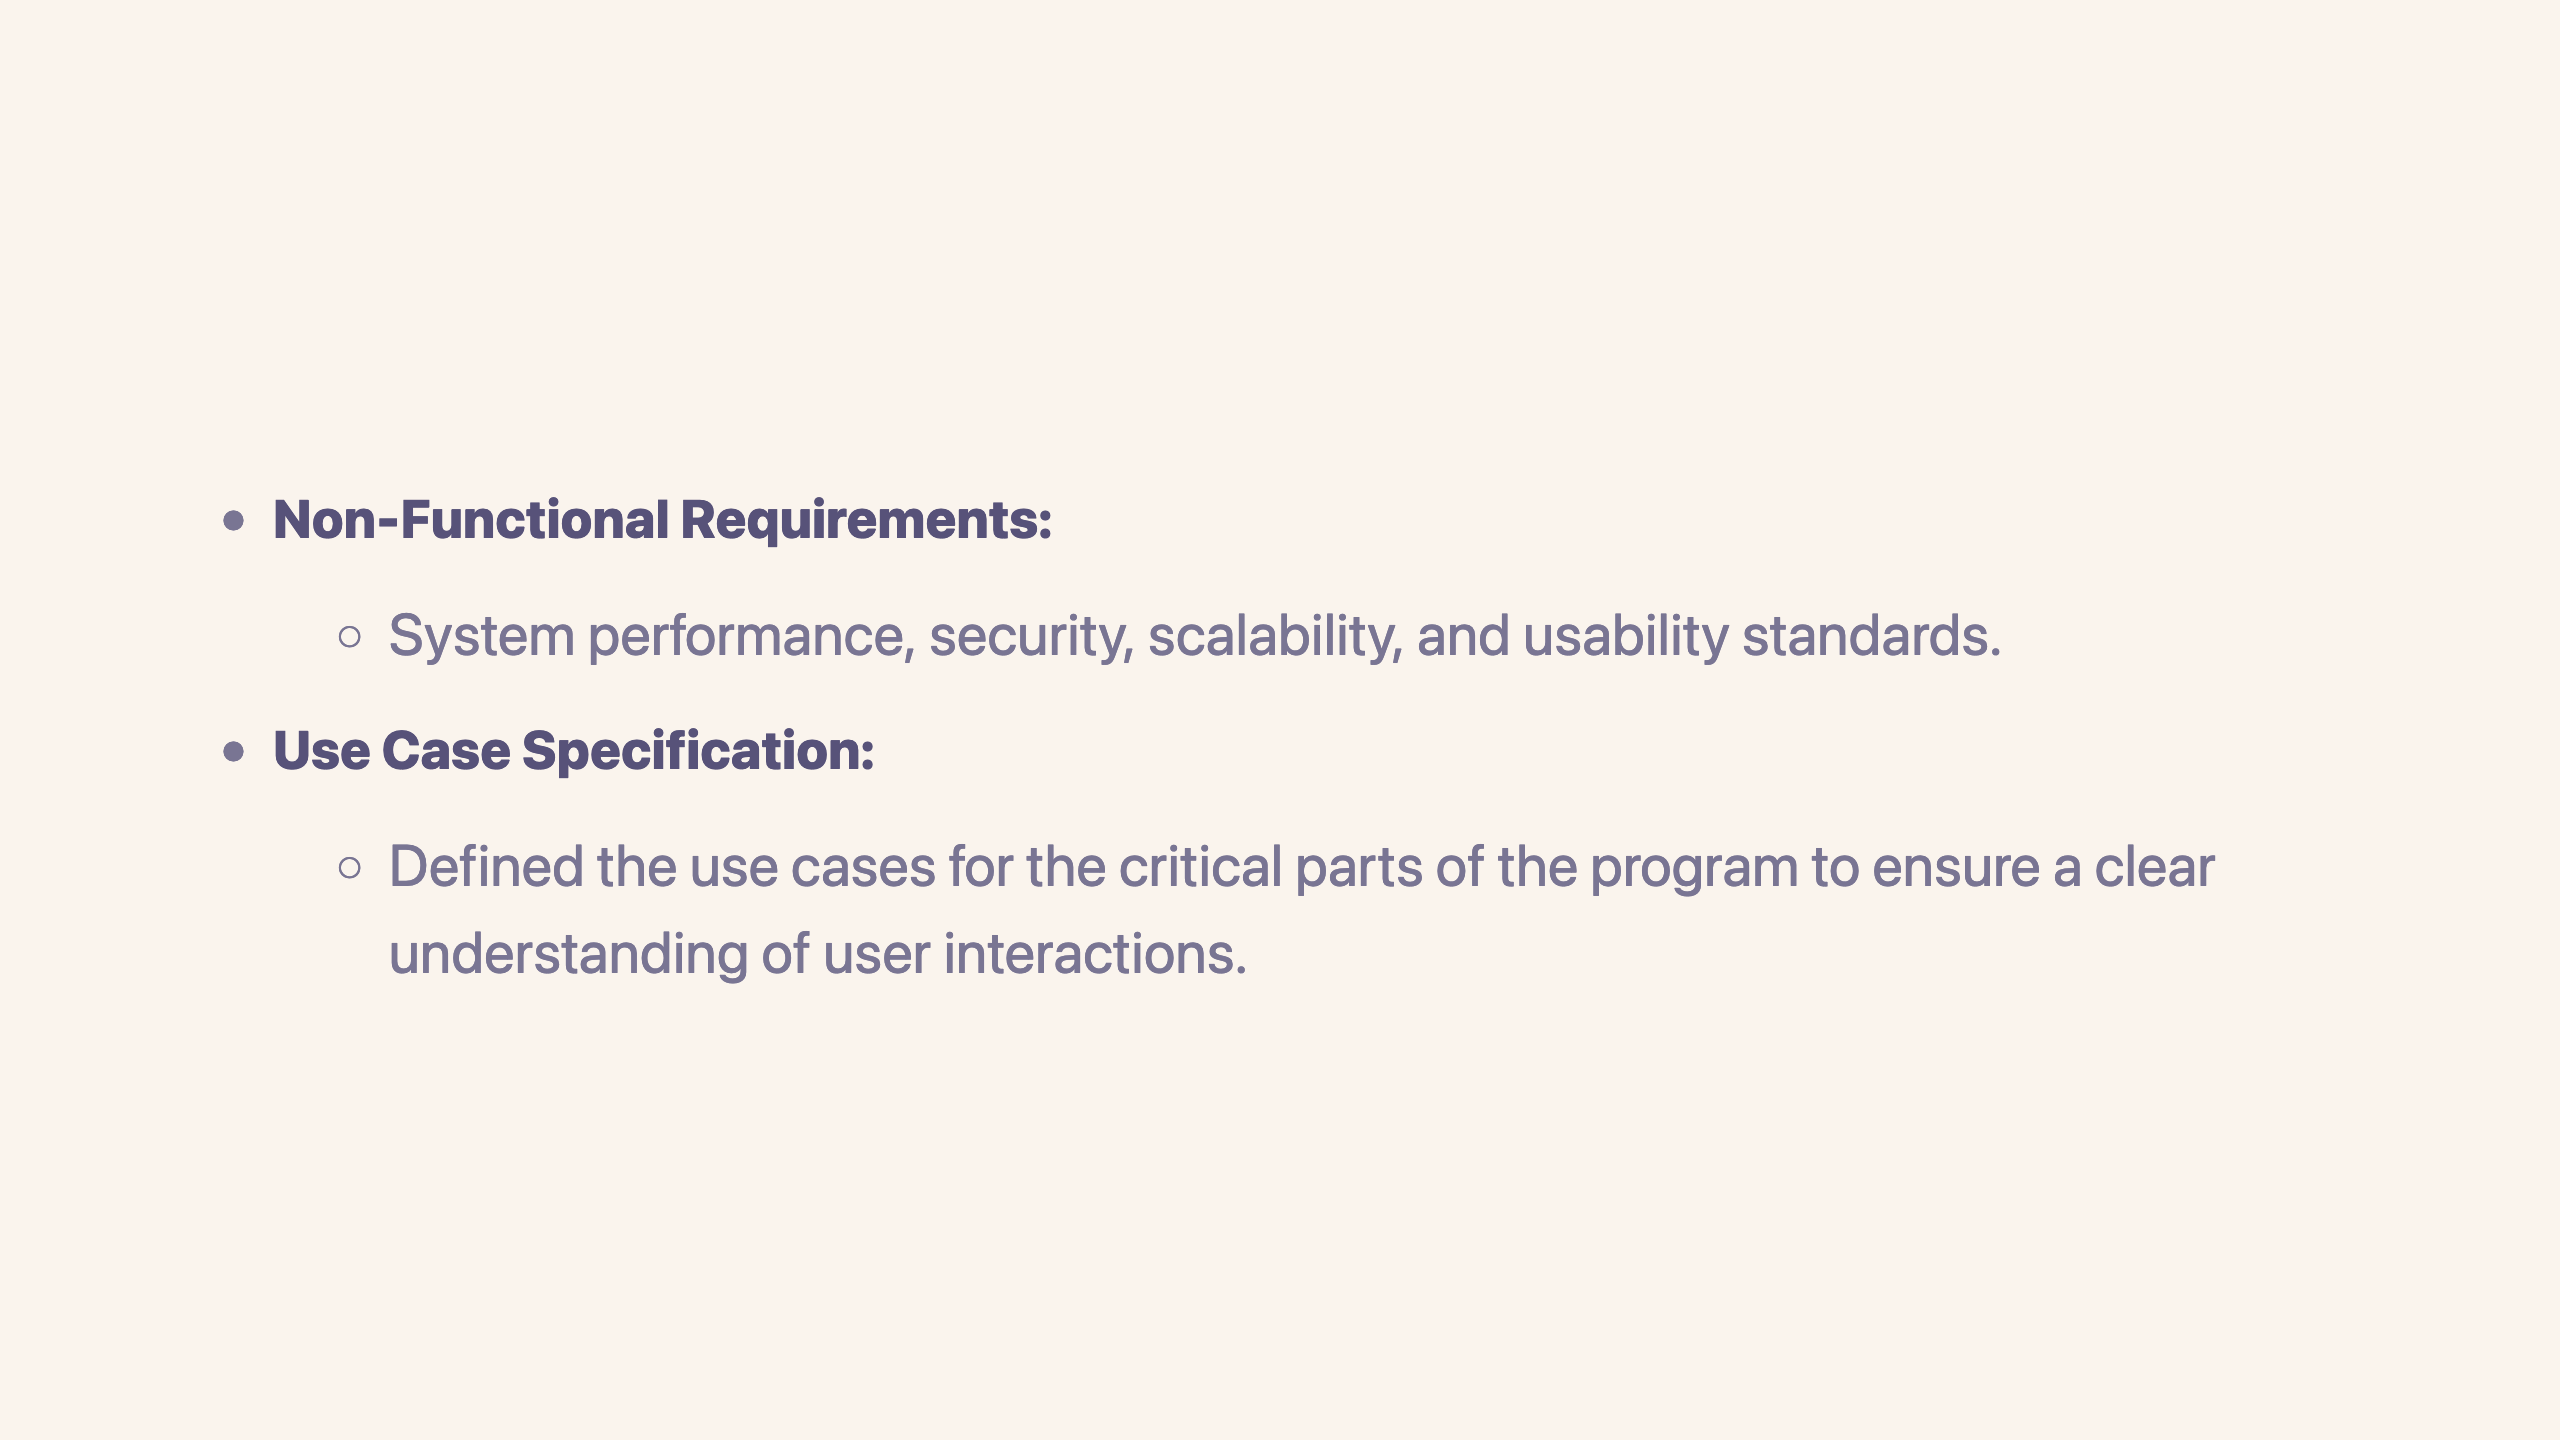 Non-Functional Requirements:
System performance, security, scalability, and usability standards.
Use Case Specification:
Defined the use cases for the critical parts of the program to ensure a clear
understanding of user interactions.